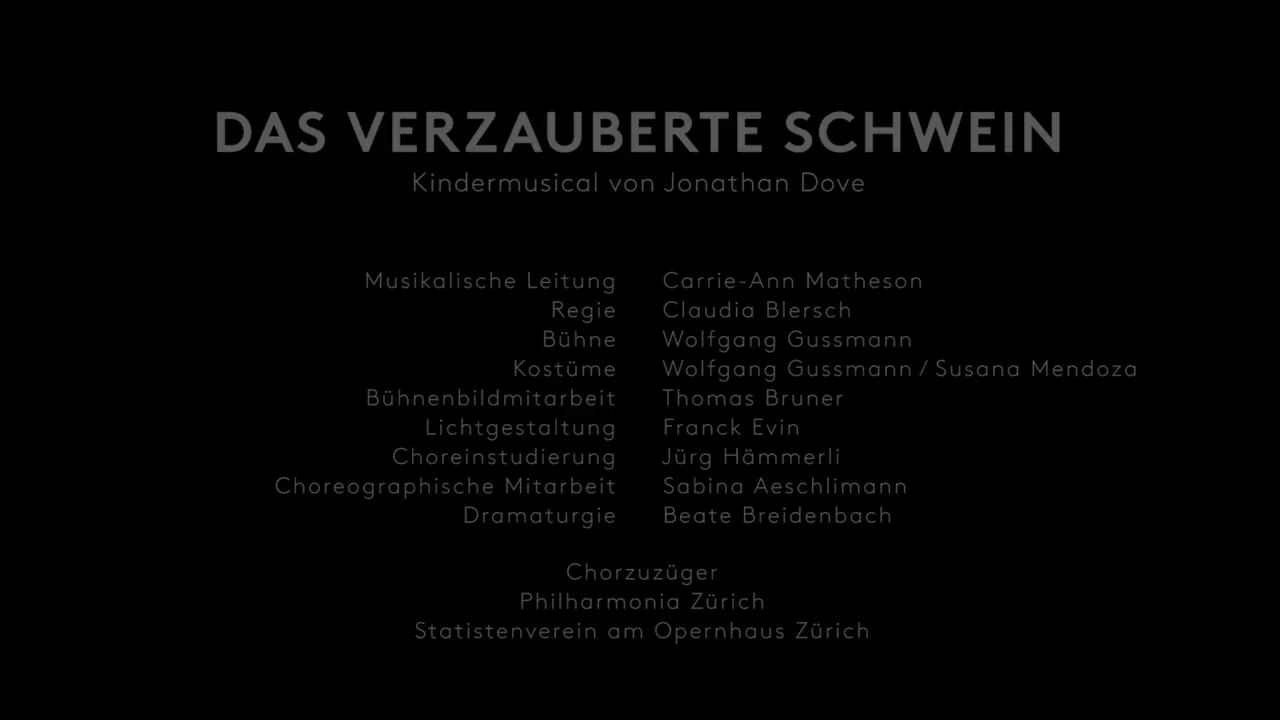 DAS VERZAUBERTE SCHWEIN
Kindermusical von Jonathan Dove
Musikalische Leitung Carrie-Ann Matheson
Regie Claudia Blersch
Bühne Wolfgang Gussmann
Kostüme Wolfgang Gussmann / Susana Mendoza
Bühnenbildmitarbeit Thomas Bruner
Lichtgestaltung Franck Evin
Choreinstudierung Jürg Hämmerli
Choreographische Mitarbeit Sabina Aeschlimann
Dramaturgie Beate Breidenbach
Chorzuzüger
Philharmonia Zürich
Statistenverein am Opernhaus Zürich